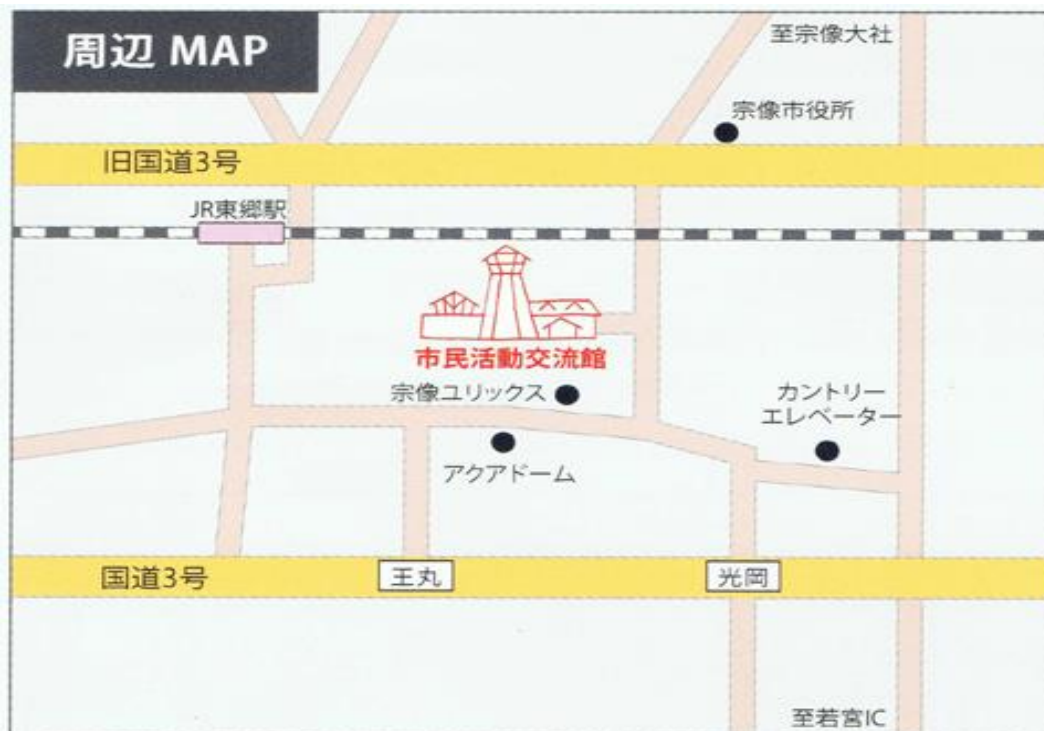 周辺 MAP
至宗像大社
宗像市役所
旧国道3号
JR東郷駅
市民活動交流館
宗像ユリックス
カントリー
エレベーター
アクアドーム
国道3号
王丸
光岡
至若宮IC